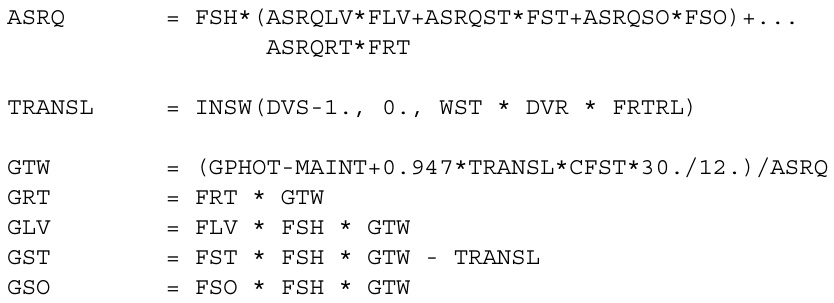 ASRQ = FSH*(ASRQLV*FLV+ASRQST*FST+ASRQSO*FSO)+...
ASRQRT*FRT
TRANSL = INSW(DVS-1., 0., WST * DVR * FRTRL)
GTW = (GPHOT-MAINT+0.947*TRANSL*CFST*30./12.)/ASRQ
GRT = FRT * GTW
GLV = FLV * FSH * GTW
GST = FST * FSH * GTW - TRANSL
GSO = FSO * FSH * GTW